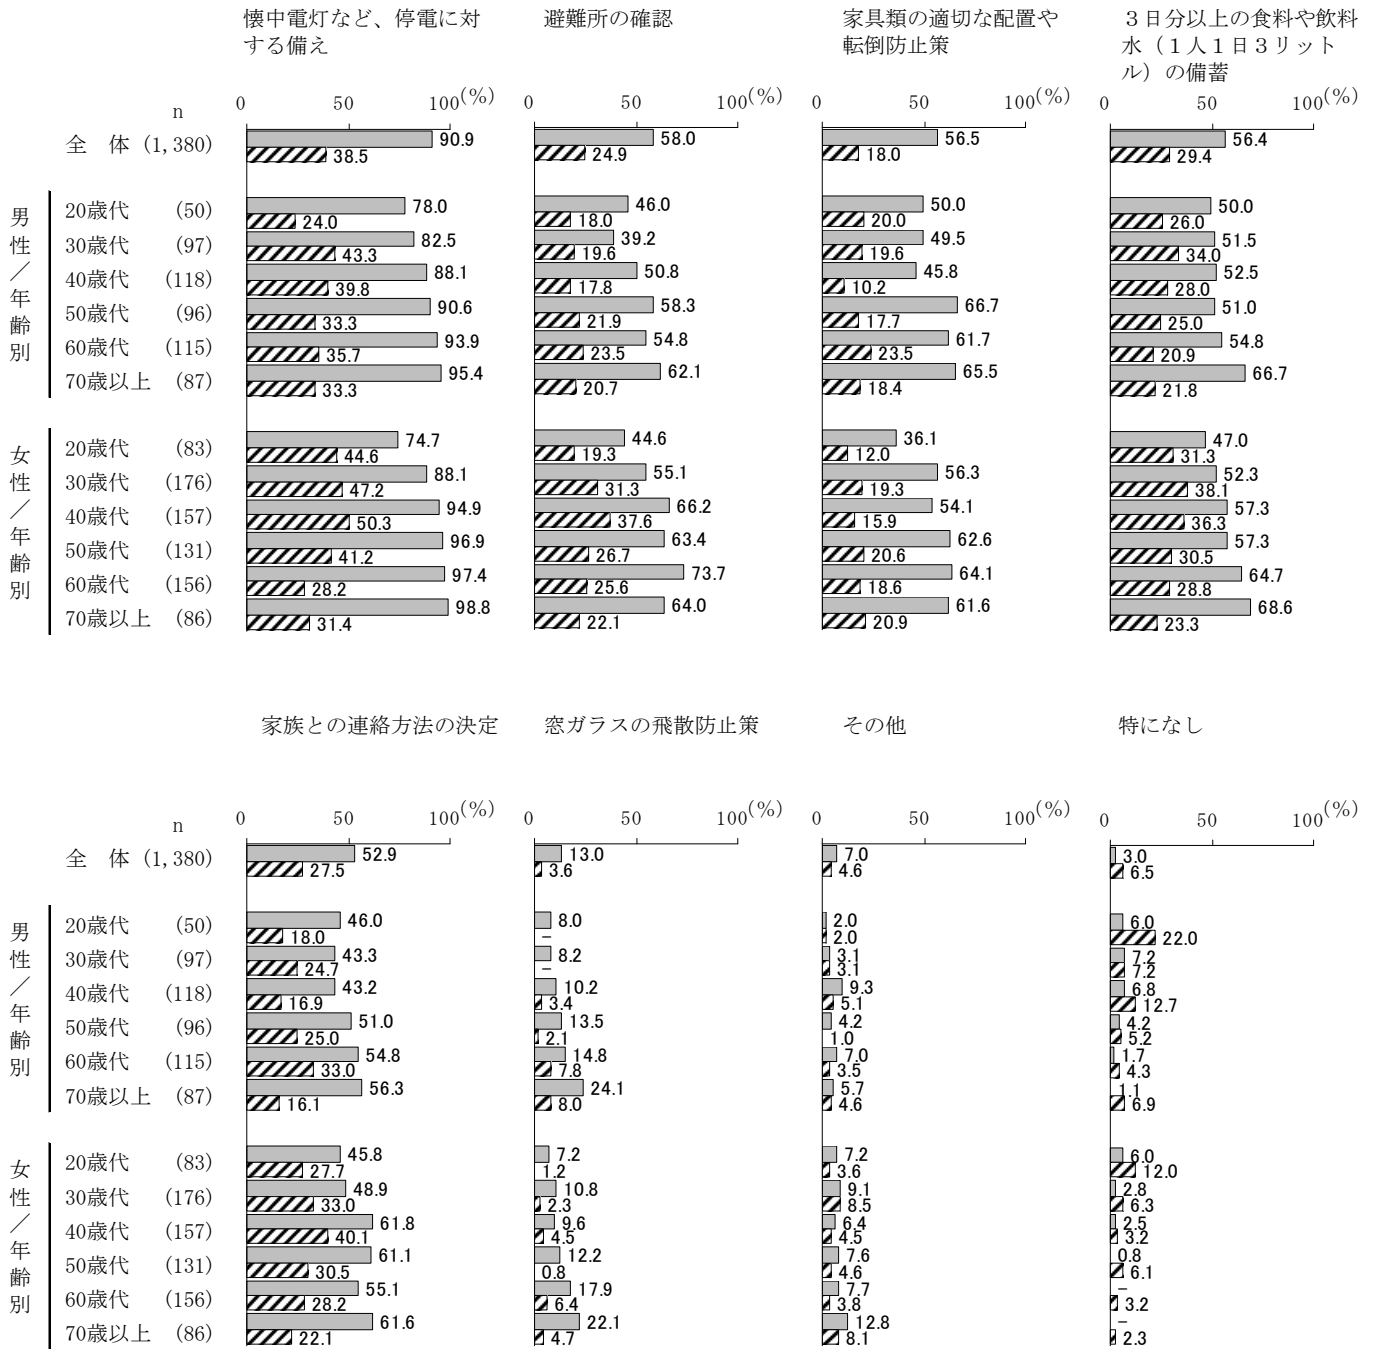 懐中電灯など、停電に対
する備え
避難所の確認
家具類の適切な配置や
転倒防止策
３日分以上の食料や飲料
水（１人１日３リット
ル）の備蓄
n
0 50 100(%)
0 50 100(%)
0 50 100(%)
0 50 100(%)
全 体 (1,380) 90.9 58.0 56.5 56.4
38.5 24.9 18.0 29.4
男性／年齢別
20歳代 (50) 78.0 46.0 50.0 50.0
24.0 18.0 20.0 26.0
30歳代 (97) 82.5 39.2 49.5 51.5
43.3 19.6 19.6 34.0
40歳代 (118) 88.1 50.8 45.8 52.5
39.8 17.8 10.2 28.0
50歳代 (96) 90.6 58.3 66.7 51.0
33.3 21.9 17.7 25.0
60歳代 (115) 93.9 54.8 61.7 54.8
35.7 23.5 23.5 20.9
70歳以上 (87) 95.4 62.1 65.5 66.7
33.3 20.7 18.4 21.8
女性／年齢別
20歳代 (83) 74.7 44.6 36.1 47.0
44.6 19.3 12.0 31.3
30歳代 (176) 88.1 55.1 56.3 52.3
47.2 31.3 19.3 38.1
40歳代 (157) 94.9 66.2 54.1 57.3
50.3 37.6 15.9 36.3
50歳代 (131) 96.9 63.4 62.6 57.3
41.2 26.7 20.6 30.5
60歳代 (156) 97.4 73.7 64.1 64.7
28.2 25.6 18.6 28.8
70歳以上 (86) 98.8 64.0 61.6 68.6
31.4 22.1 20.9 23.3
家族との連絡方法の決定
窓ガラスの飛散防止策
その他
特になし
n
0 50 100(%)
0 50 100(%)
0 50 100(%)
0 50 100(%)
全 体 (1,380) 52.9 13.0 7.0 3.0
27.5 3.6 4.6 6.5
男性／年齢別
20歳代 (50) 46.0 8.0 2.0 6.0
18.0 – 2.0 22.0
30歳代 (97) 43.3 8.2 3.1 7.2
24.7 – 3.1 7.2
40歳代 (118) 43.2 10.2 9.3 6.8
16.9 3.4 5.1 12.7
50歳代 (96) 51.0 13.5 4.2 4.2
25.0 2.1 1.0 5.2
60歳代 (115) 54.8 14.8 7.0 1.7
33.0 7.8 3.5 4.3
70歳以上 (87) 56.3 24.1 5.7 1.1
16.1 8.0 4.6 6.9
女性／年齢別
20歳代 (83) 45.8 7.2 7.2 6.0
27.7 1.2 3.6 12.0
30歳代 (176) 48.9 10.8 9.1 2.8
33.0 2.3 8.5 6.3
40歳代 (157) 61.8 9.6 6.4 2.5
40.1 4.5 4.5 3.2
50歳代 (131) 61.1 12.2 7.6 0.8
30.5 0.8 4.6 6.1
60歳代 (156) 55.1 17.9 7.7 –
28.2 6.4 3.8 3.2
70歳以上 (86) 61.6 22.1 12.8 –
22.1 4.7 8.1 2.3